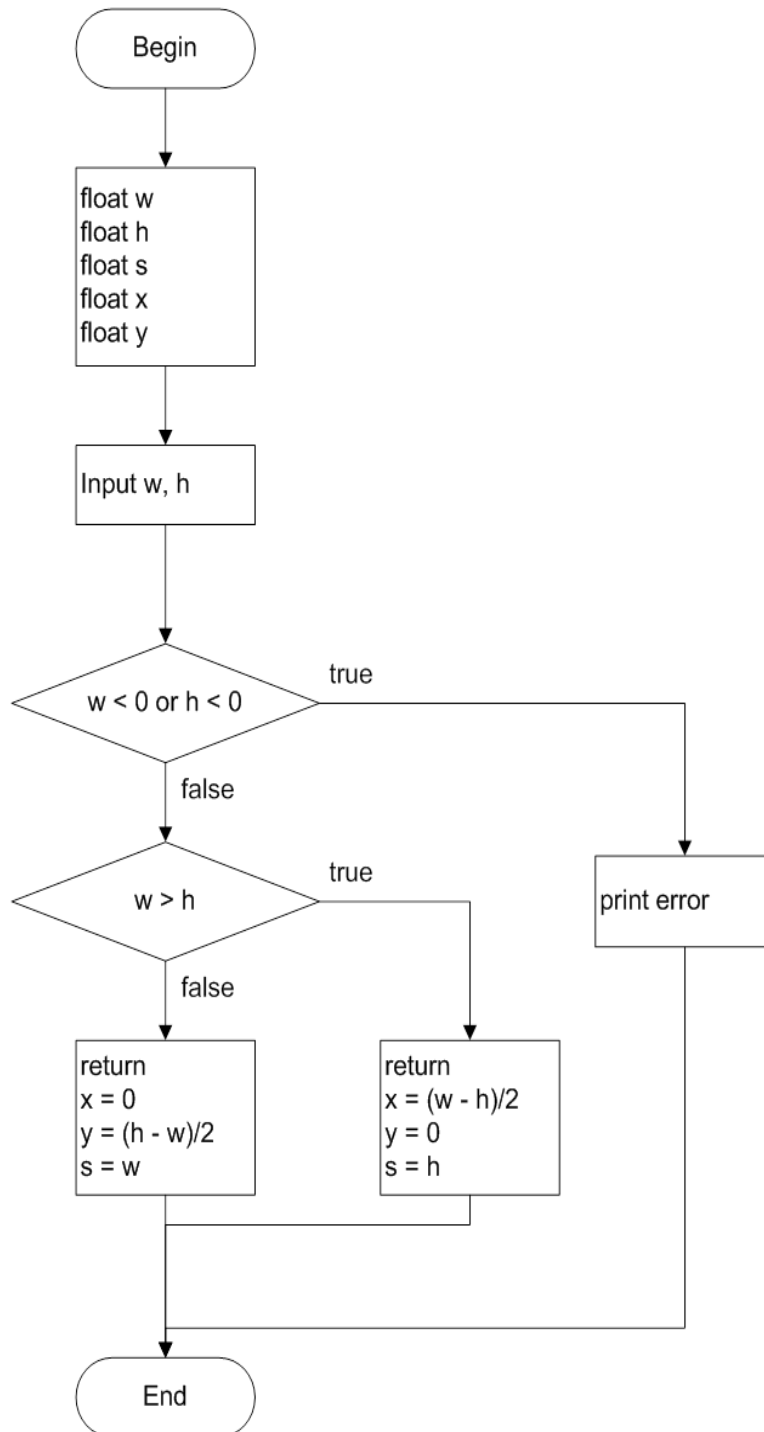 Begin
float w
float h
float s
float x
float y
Input w, h
w < 0 or h < 0
true
false
w > h
true
false
print error
return
x = 0
y = (h - w)/2
s = w
return
x = (w - h)/2
y = 0
s = h
End